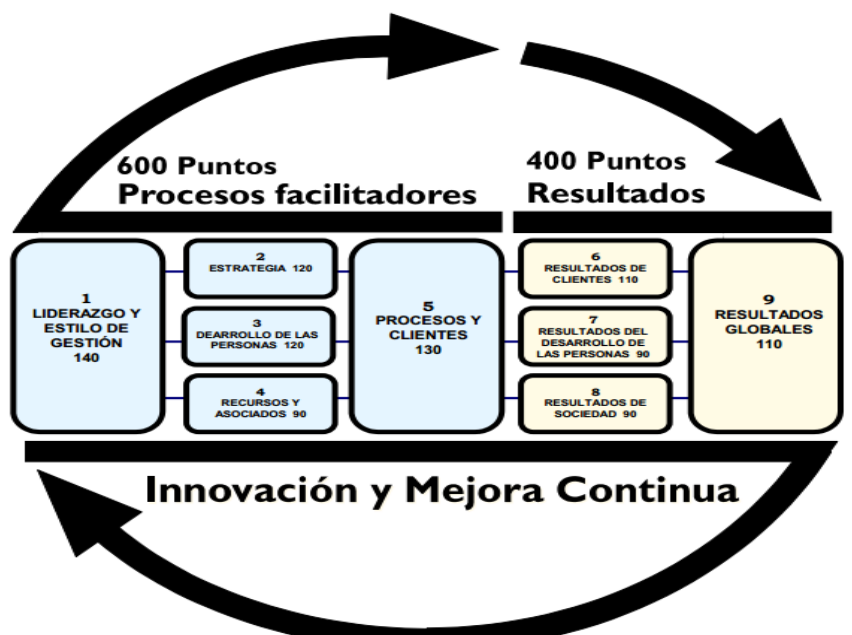 600 Puntos
Procesos facilitadores
400 Puntos
Resultados
1
LIDERAZGO Y
ESTILO DE
GESTIÓN
140
2
ESTRATEGIA 120
3
DEARROLLO DE LAS
PERSONAS 120
4
RECURSOS Y
ASOCIADOS 90
5
PROCESOS Y
CLIENTES
130
6
RESULTADOS DE
CLIENTES 110
7
RESULTADOS DEL
DESARROLLO DE
LAS PERSONAS 90
8
RESULTADOS DE
SOCIEDAD 90
9
RESULTADOS
GLOBALES
110
Innovación y Mejora Continua